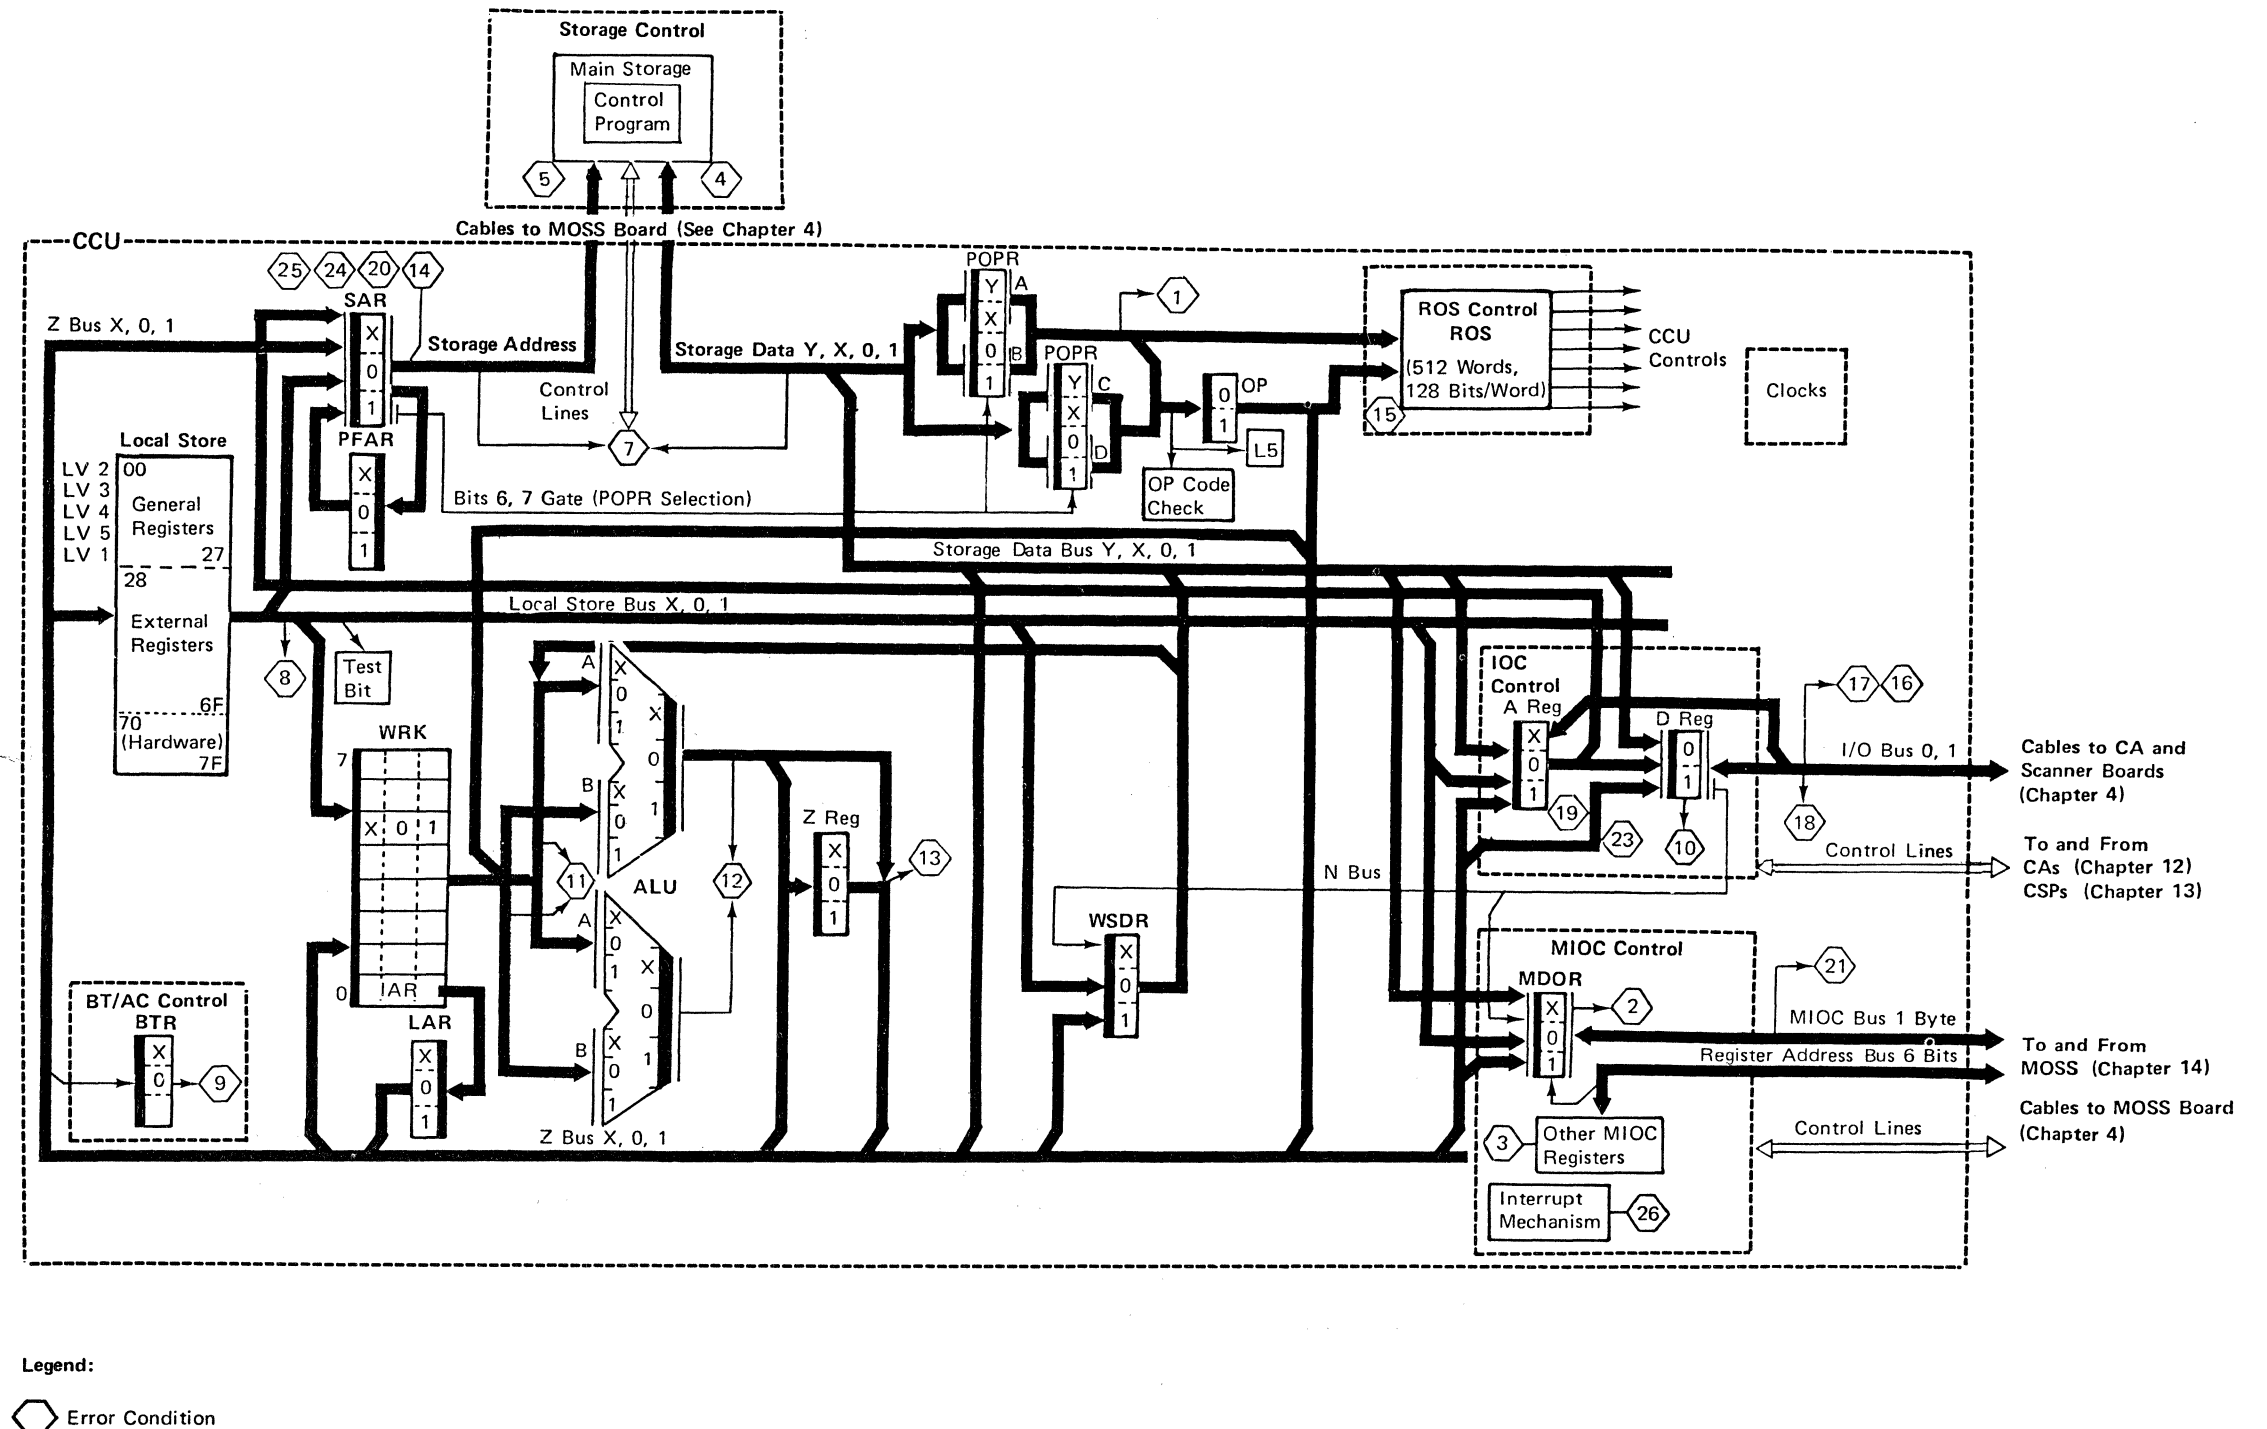 Storage Control
Main Storage
Control
Program
5
4
Cables to MOSS Board (See Chapter 4)
CCU
25
24
20
14
SAR
X
0
1
Z Bus X, 0, 1
Storage Address
Control
Lines
7
PFAR
X
0
1
Bits 6, 7 Gate (POPR Selection)
Storage Data Y, X, 0, 1
POPR
Y
X
0
1
A
B
POPR
Y
X
0
1
C
D
1
OP
0
1
L5
OP Code
Check
ROS Control
ROS
(512 Words,
128 Bits/Word)
15
CCU
Controls
Clocks
Local Store
LV 2
LV 3
LV 4
LV 5
LV 1
00
General
Registers
27
28
External
Registers
6F
70
(Hardware)
7F
Storage Data Bus Y, X, 0, 1
Local Store Bus X, 0, 1
8
Test
Bit
WRK
7
X 0 1
0
IAR
LAR
X
0
1
BT/AC Control
BTR
X
0
9
A
X
0
1
B
X
0
1
X
0
1
11
ALU
12
A
X
0
1
B
X
0
1
X
0
1
Z Reg
X
0
1
13
Z Bus X, 0, 1
WSDR
X
0
1
N Bus
IOC
Control
A Reg
X
0
1
19
D Reg
0
1
23
10
17
16
18
I/O Bus 0, 1
Cables to CA and
Scanner Boards
(Chapter 4)
Control Lines
To and From
CAs (Chapter 12)
CSPs (Chapter 13)
MIOC Control
MDOR
X
0
1
2
21
MIOC Bus 1 Byte
Register Address Bus 6 Bits
To and From
MOSS (Chapter 14)
3
Other MIOC
Registers
Control Lines
Cables to MOSS Board
(Chapter 4)
Interrupt
Mechanism
26
Legend:
Error Condition